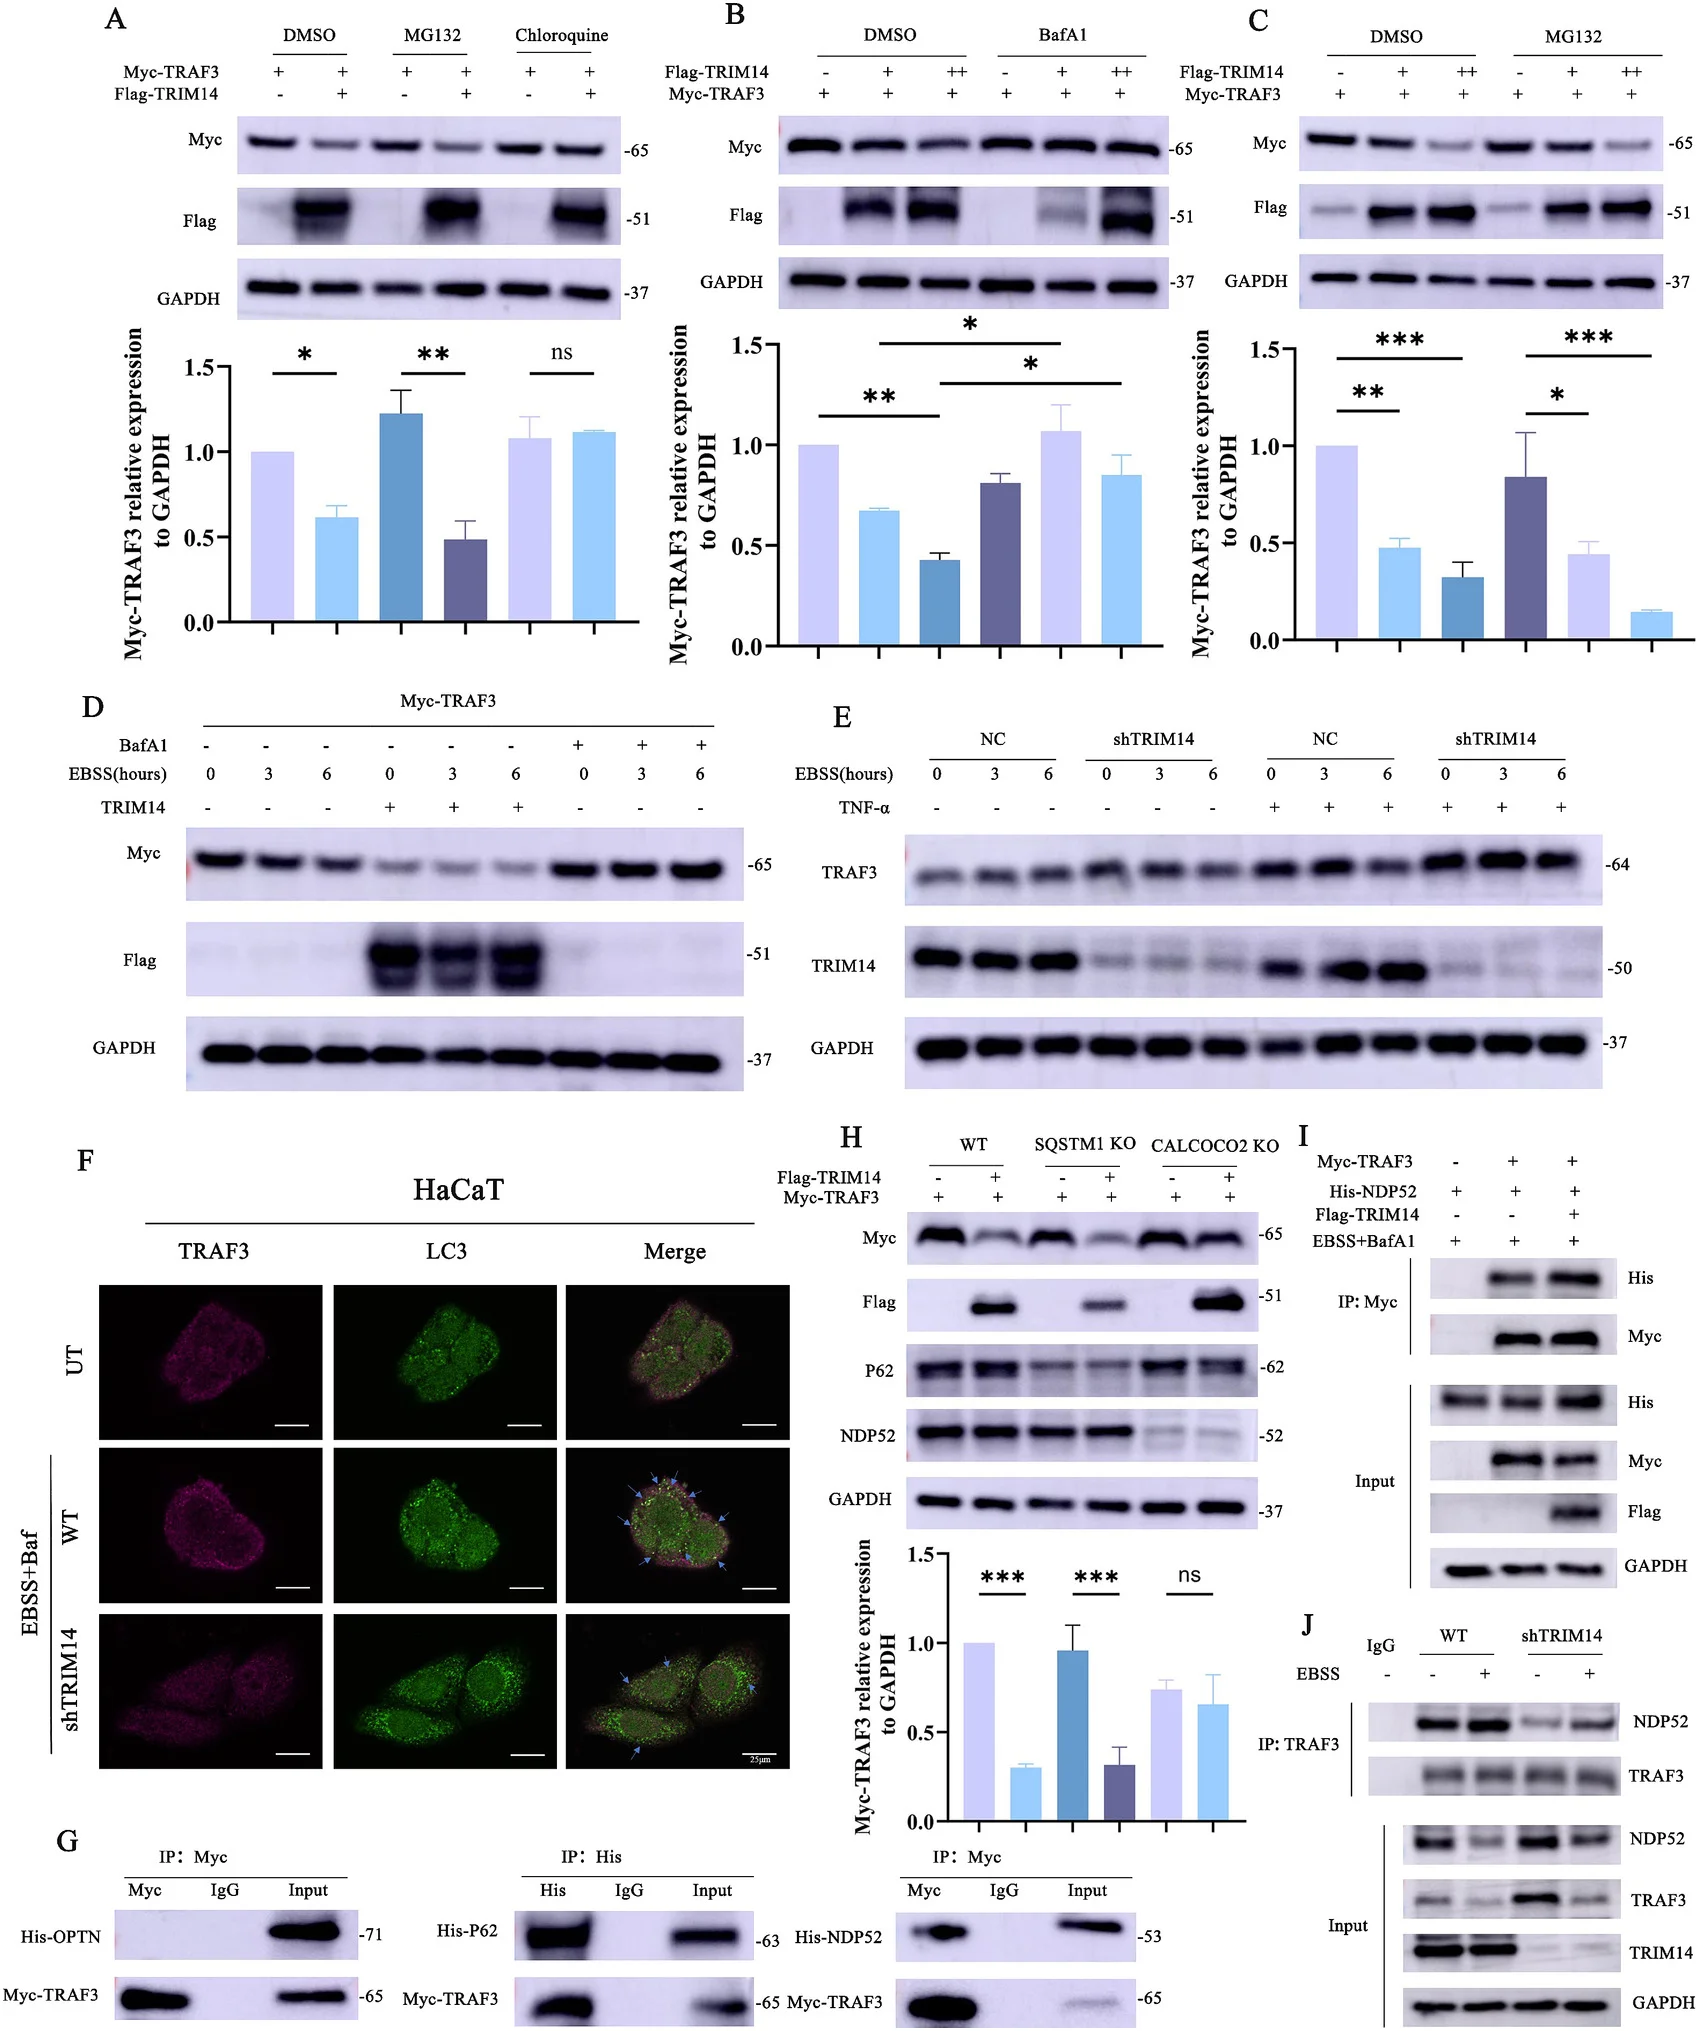 A
DMSO MG132 Chloroquine
Myc-TRAF3 + + + + + +
Flag-TRIM14 - + - + - +
Myc -65
Flag -51
GAPDH -37
Myc-TRAF3 relative expression
to GAPDH
1.5
1.0
0.5
0.0
* ** ns
B
DMSO BafA1
Flag-TRIM14 - + ++ - + ++
Myc-TRAF3 + + + + + +
Myc -65
Flag -51
GAPDH -37
Myc-TRAF3 relative expression
to GAPDH
1.5
1.0
0.5
0.0
*
*
**
C
DMSO MG132
Flag-TRIM14 - + ++ - + ++
Myc-TRAF3 + + + + + +
Myc -65
Flag -51
GAPDH -37
Myc-TRAF3 relative expression
to GAPDH
1.5
1.0
0.5
0.0
*** ***
** *
D
Myc-TRAF3
BafA1 - - - - - - + + +
EBSS(hours) 0 3 6 0 3 6 0 3 6
TRIM14 - - - + + + - - -
Myc -65
Flag -51
GAPDH -37
E
NC shTRIM14 NC shTRIM14
EBSS(hours) 0 3 6 0 3 6 0 3 6 0 3 6
TNF-α - - - - - - + + + + + +
TRAF3 -64
TRIM14 -50
GAPDH -37
F
HaCaT
TRAF3 LC3 Merge
UT
EBSS+Baf
WT
shTRIM14
25μm
G
IP: Myc
Myc IgG Input
His-OPTN -71
Myc-TRAF3 -65
IP: His
His IgG Input
His-P62 -63
Myc-TRAF3 -65
IP: Myc
Myc IgG Input
His-NDP52 -53
Myc-TRAF3 -65
H
WT SQSTM1 KO CALCOCO2 KO
Flag-TRIM14 - + - + - +
Myc-TRAF3 + + + + + +
Myc -65
Flag -51
P62 -62
NDP52 -52
GAPDH -37
Myc-TRAF3 relative expression
to GAPDH
1.5
1.0
0.5
0.0
*** *** ns
I
Myc-TRAF3 - + +
His-NDP52 + + +
Flag-TRIM14 - - +
EBSS+BafA1 + + +
IP: Myc
His
Myc
Input
His
Myc
Flag
GAPDH
J
IgG WT shTRIM14
EBSS - - + - +
IP: TRAF3
NDP52
TRAF3
Input
NDP52
TRAF3
TRIM14
GAPDH